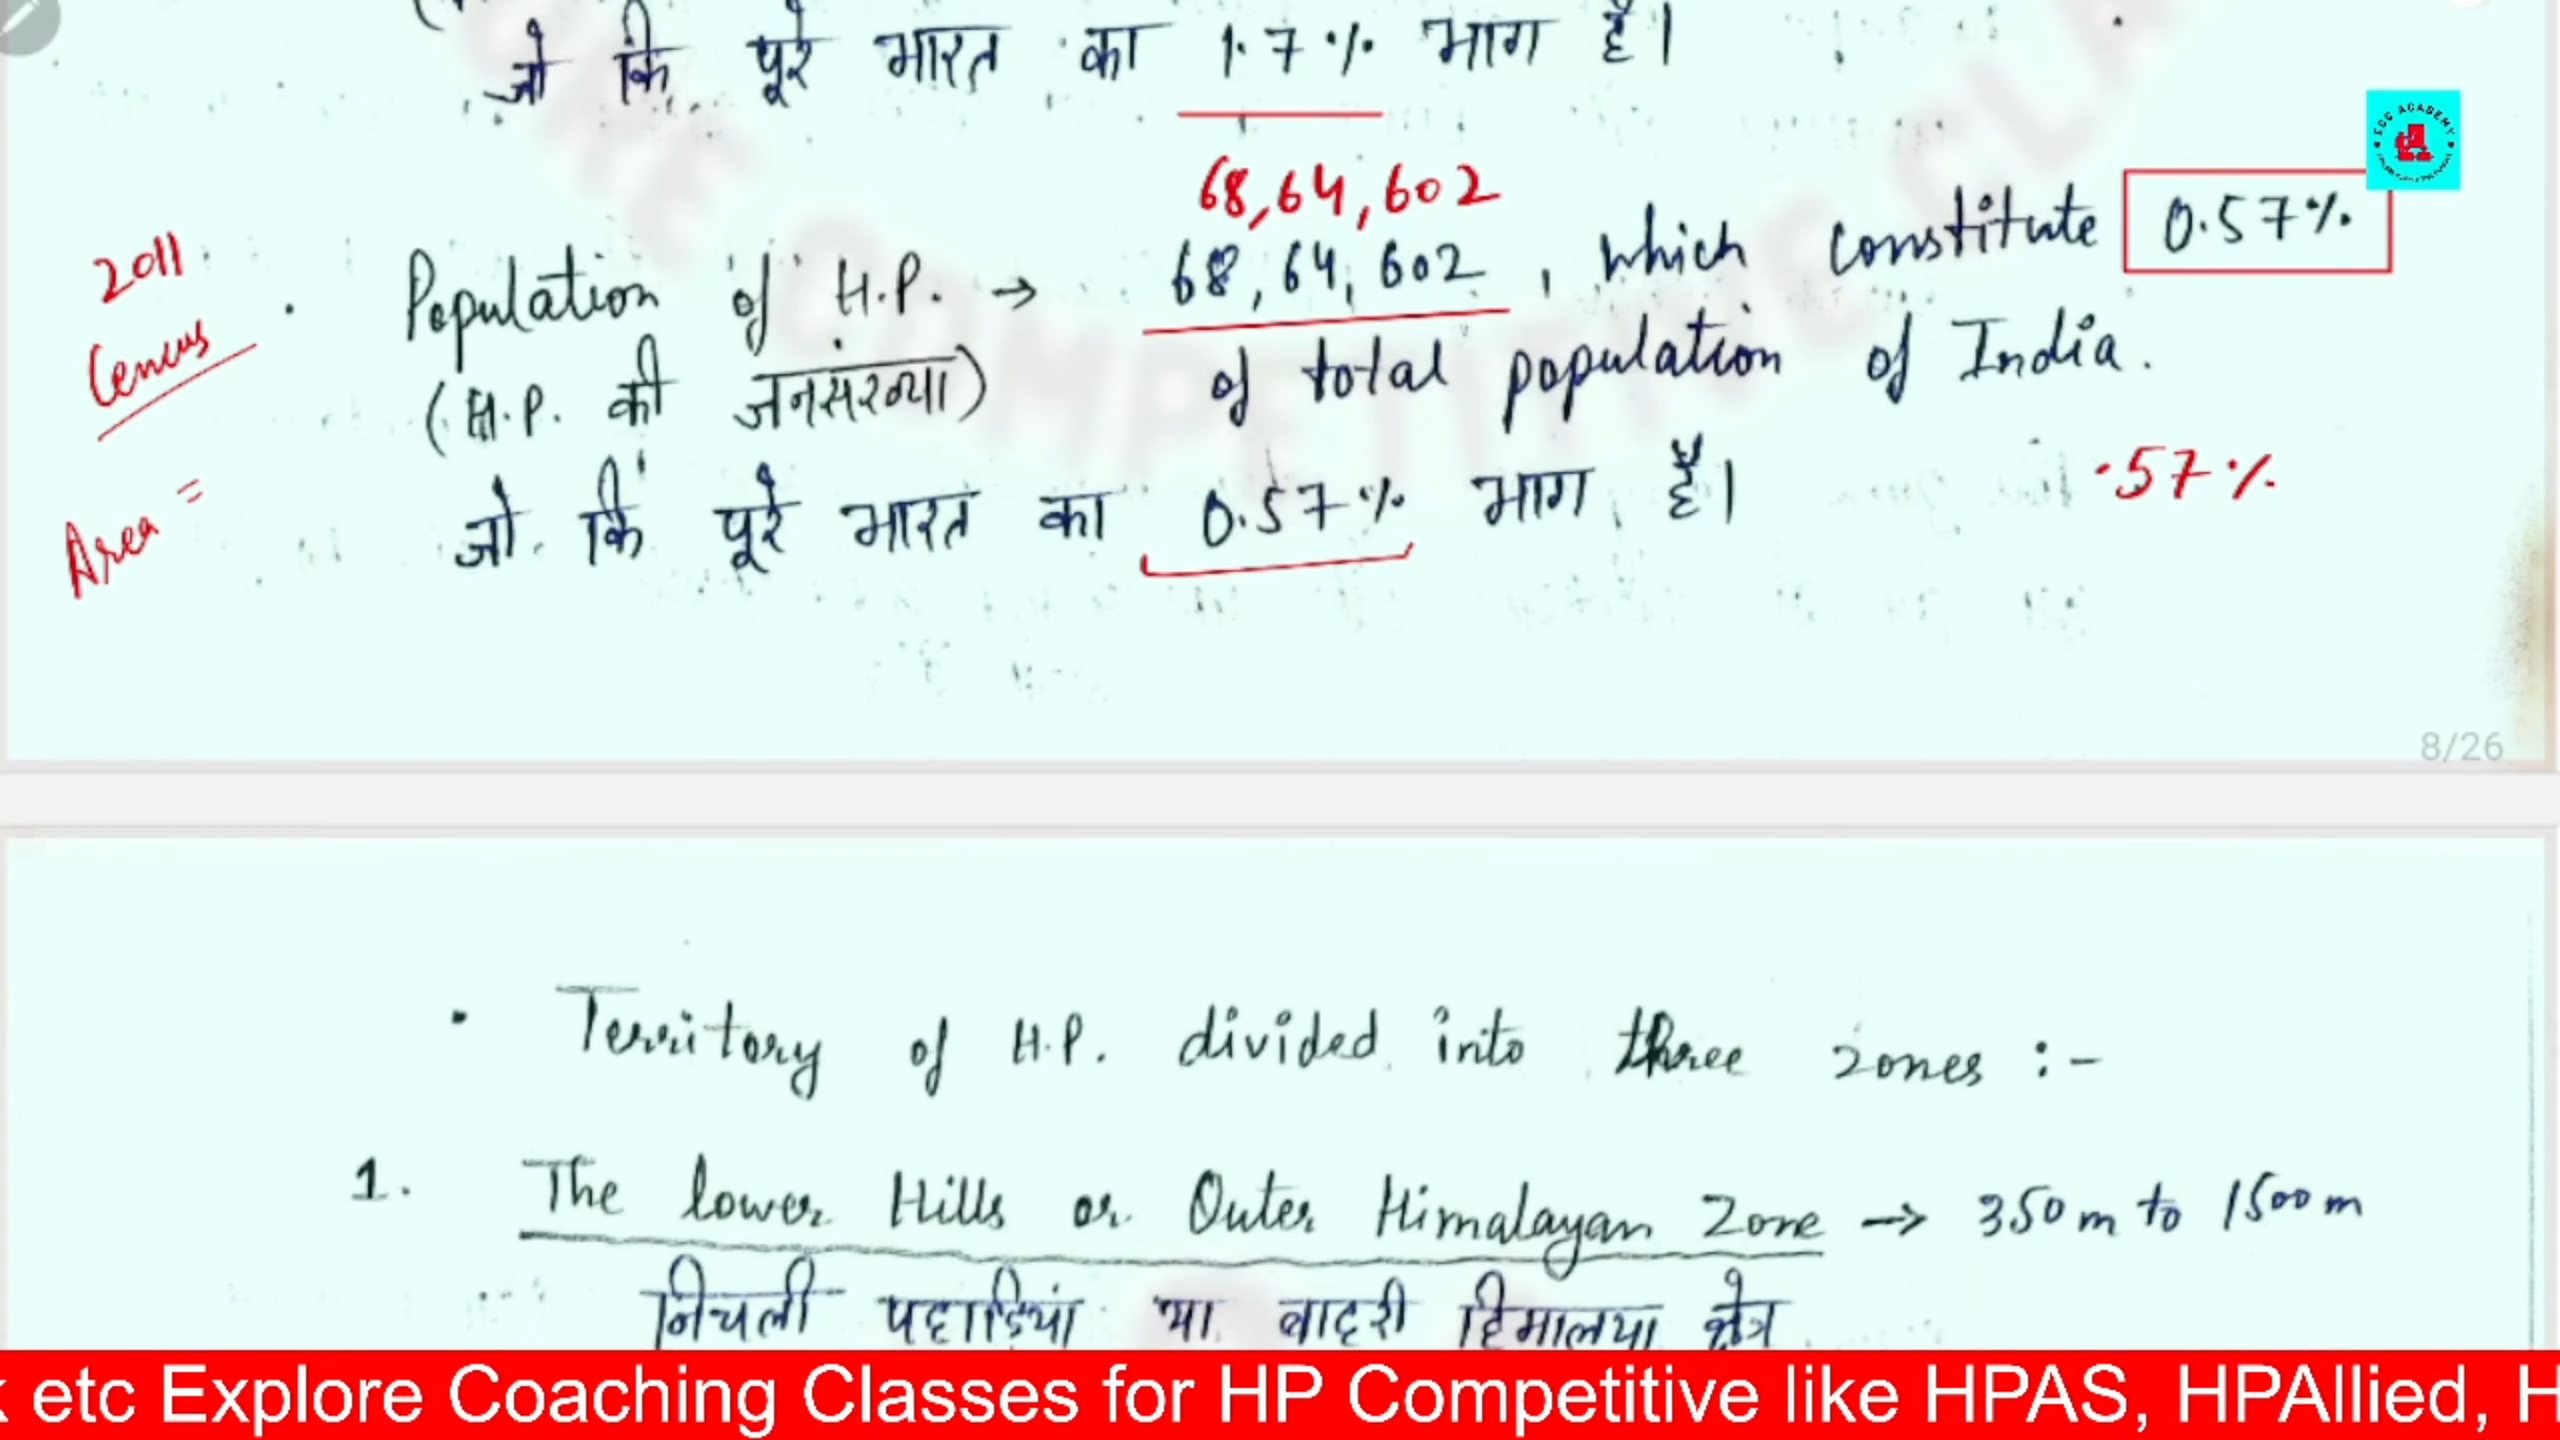 जो कि पूरे भारत का 1.7% भाग है।
68,64,602
2011 Cencus
Population of H.P. → 68,64,602, which constitute 0.57%
(H.P. की जनसंख्या) of total population of India.
.57%
Area =
जो कि पूरे भारत का 0.57% भाग है।
8/26
• Territory of H.P. divided into three zones :-
1. The lower Hills or Outer Himalayan Zone → 350m to 1500m
निचली पहाडियां या बाहरी हिमालया क्षेत्र
etc Explore Coaching Classes for HP Competitive like HPAS, HPAllied, H